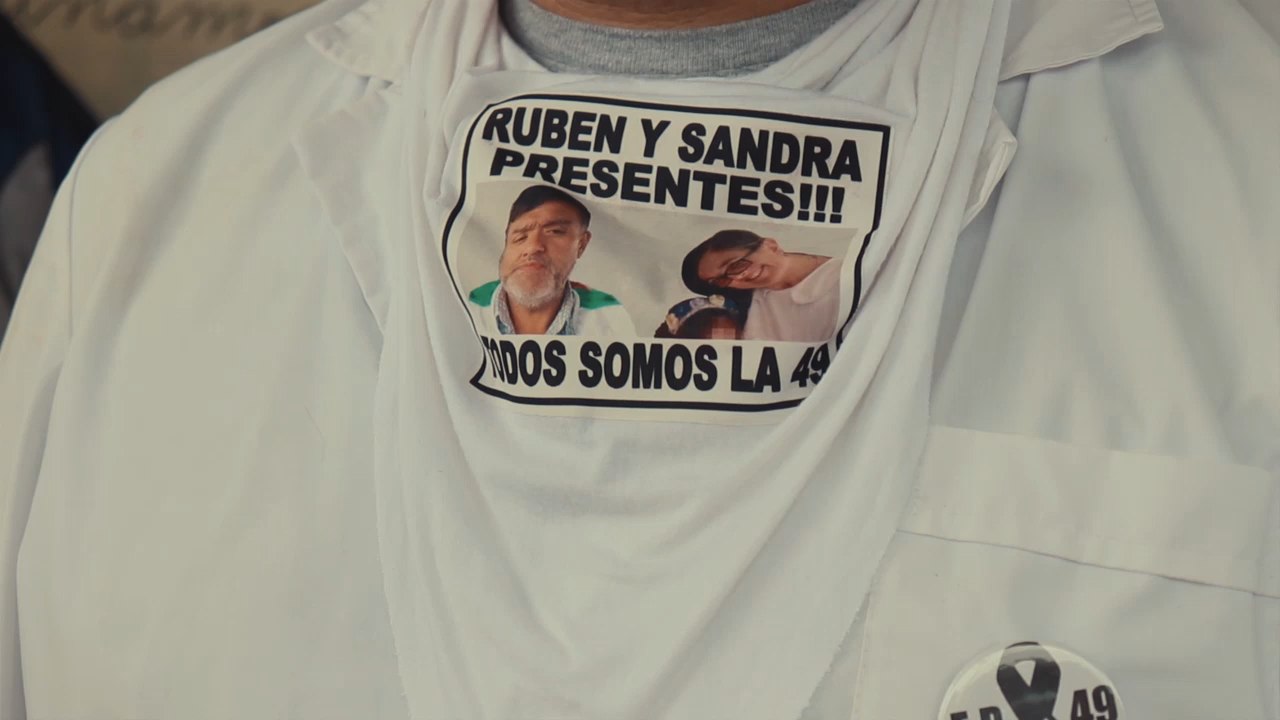 RUBEN Y SANDRA
PRESENTES!!!
TODOS SOMOS LA 49
E.P. 49